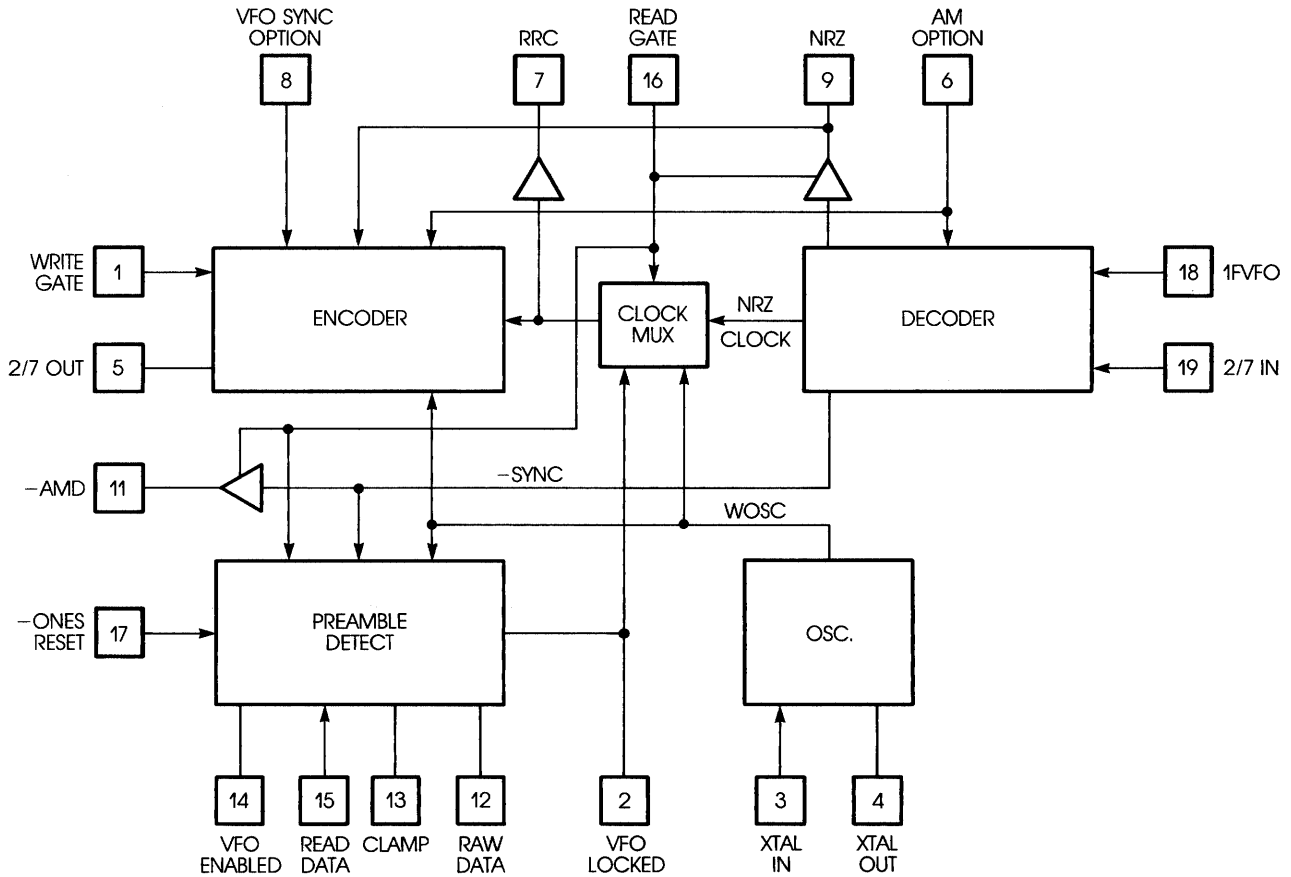 VFO SYNC
OPTION
8
RRC
7
READ
GATE
16
NRZ
9
AM
OPTION
6
WRITE
GATE
1
ENCODER
CLOCK
MUX
NRZ
CLOCK
DECODER
18
1FVFO
2/7 OUT
5
19
2/7 IN
–AMD
11
–SYNC
WOSC
–ONES
RESET
17
PREAMBLE
DETECT
OSC.
14
VFO
ENABLED
15
READ
DATA
13
CLAMP
12
RAW
DATA
2
VFO
LOCKED
3
XTAL
IN
4
XTAL
OUT